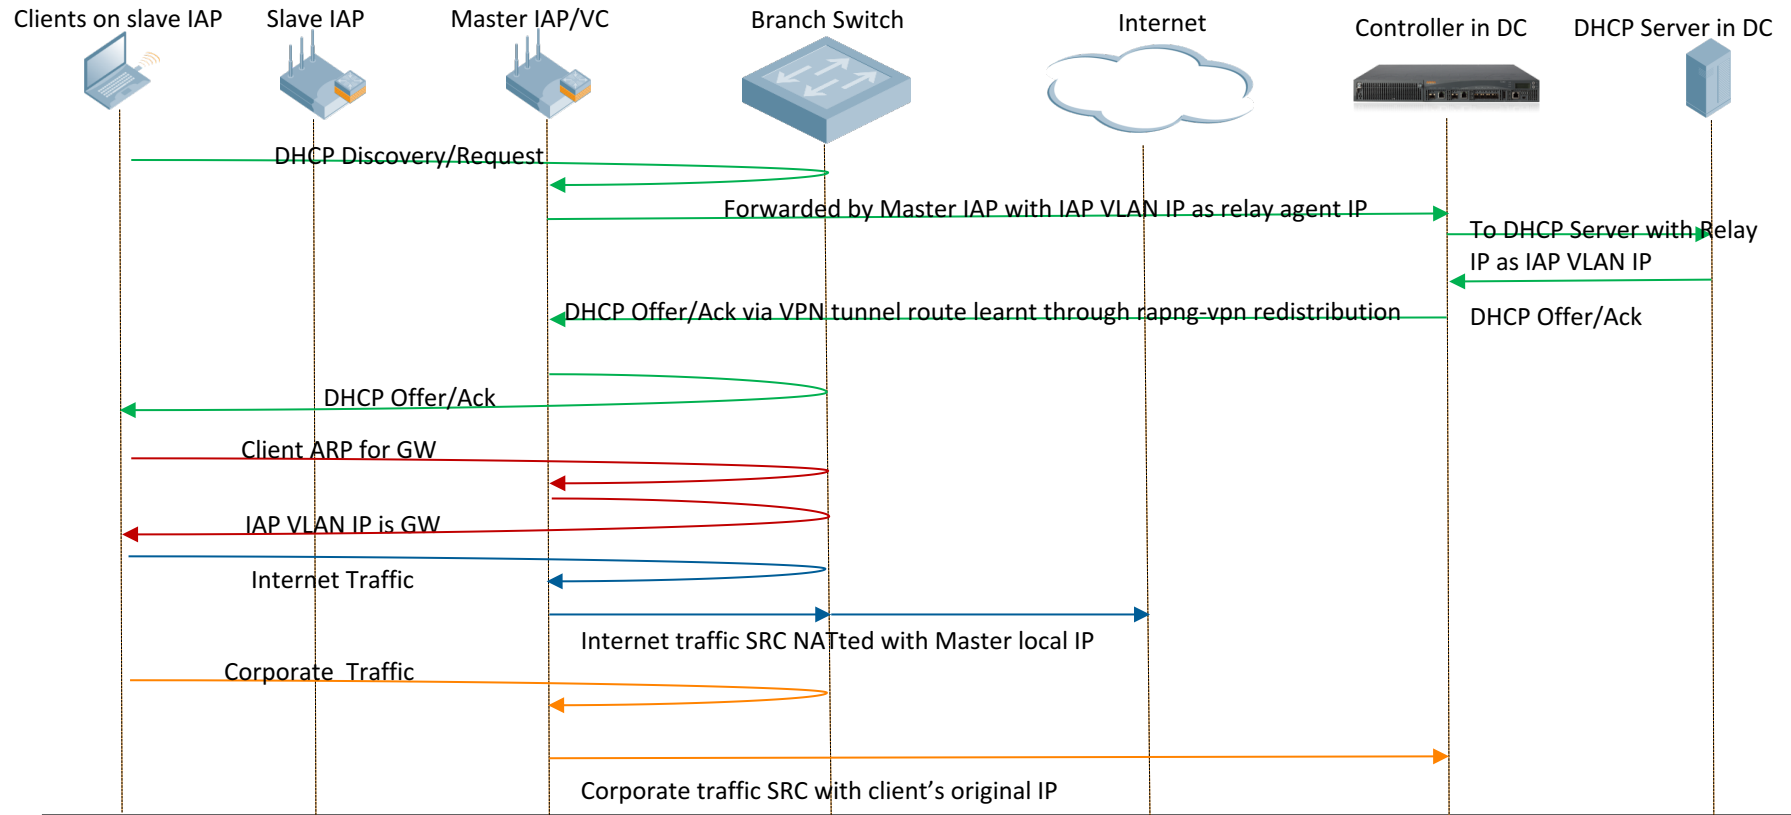 Clients on slave IAP
Slave IAP
Master IAP/VC
Branch Switch
Internet
Controller in DC
DHCP Server in DC
DHCP Discovery/Request
Forwarded by Master IAP with IAP VLAN IP as relay agent IP
To DHCP Server with Relay
IP as IAP VLAN IP
DHCP Offer/Ack via VPN tunnel route learnt through rapng-vpn redistribution
DHCP Offer/Ack
DHCP Offer/Ack
Client ARP for GW
IAP VLAN IP is GW
Internet Traffic
Internet traffic SRC NATted with Master local IP
Corporate  Traffic
Corporate traffic SRC with client’s original IP